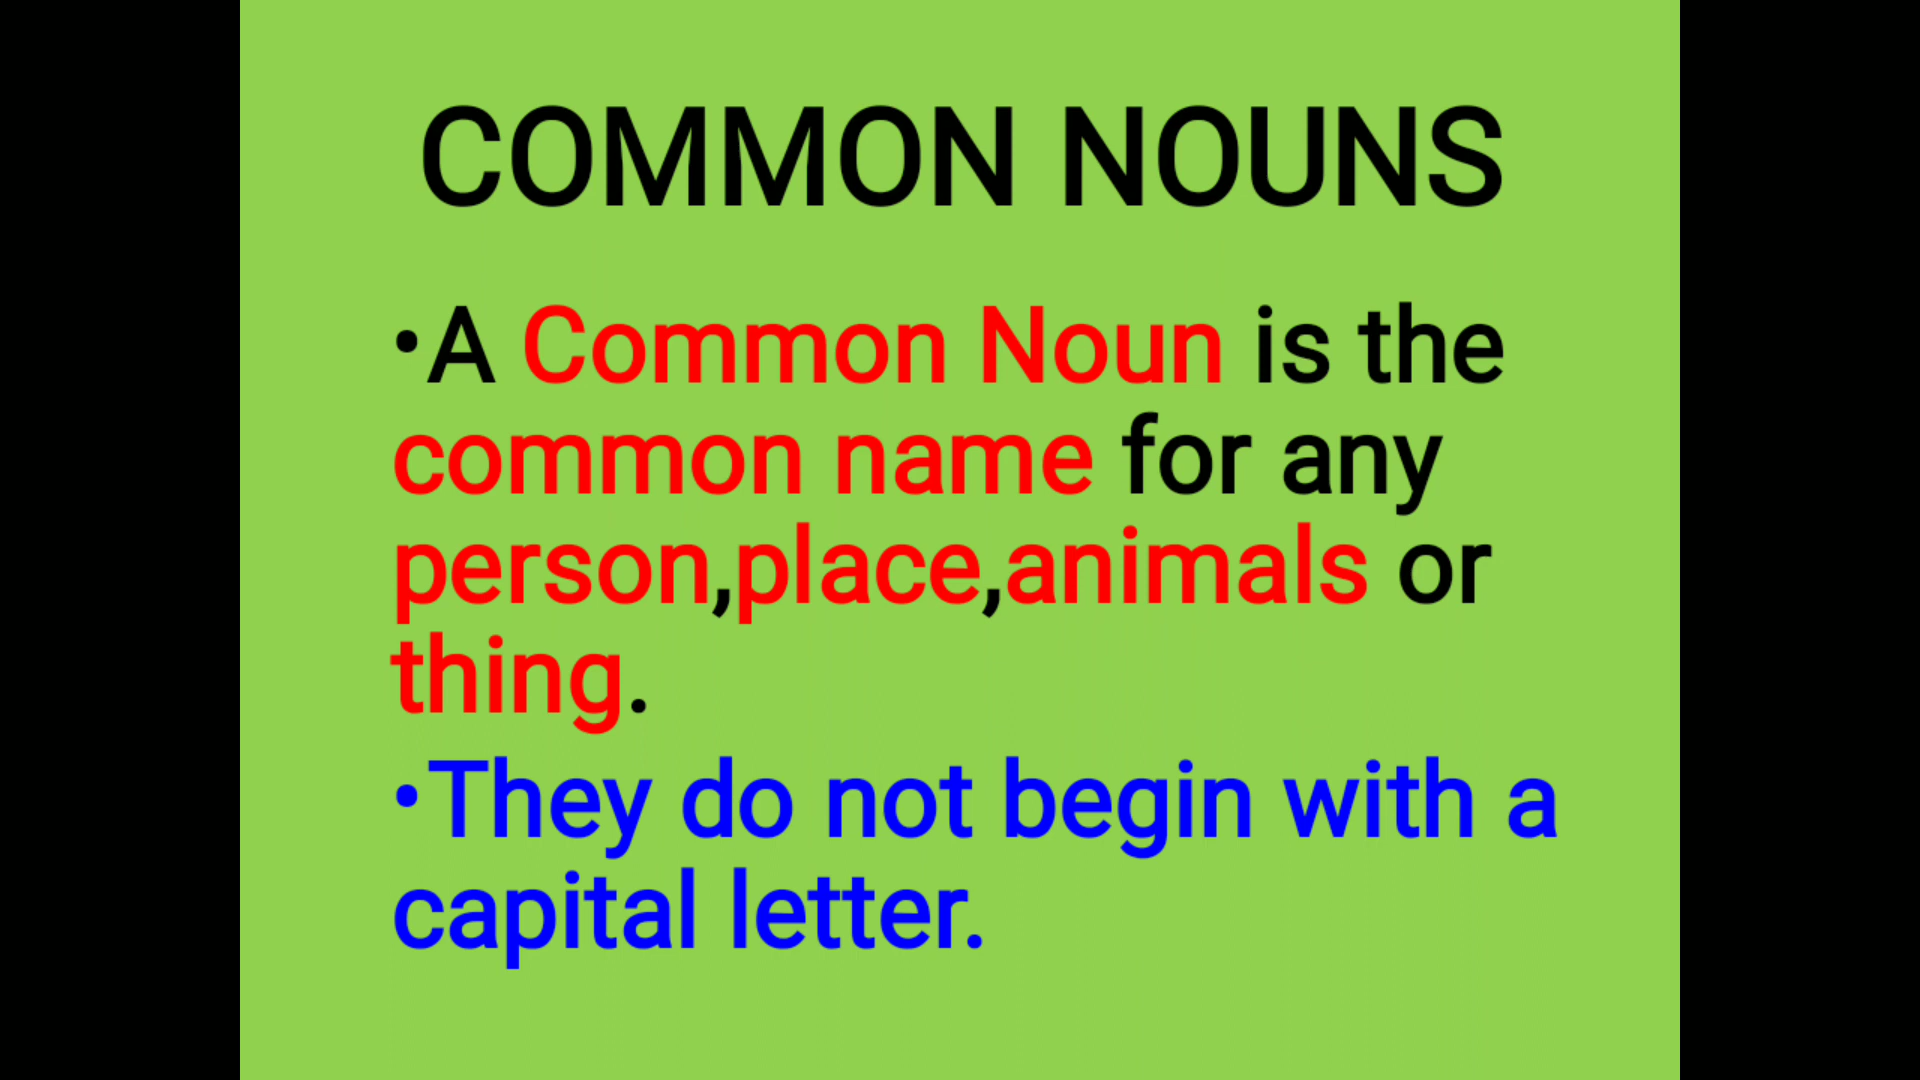 COMMON NOUNS
•A Common Noun is the
common name for any
person,place,animals or
thing.
•They do not begin with a
capital letter.